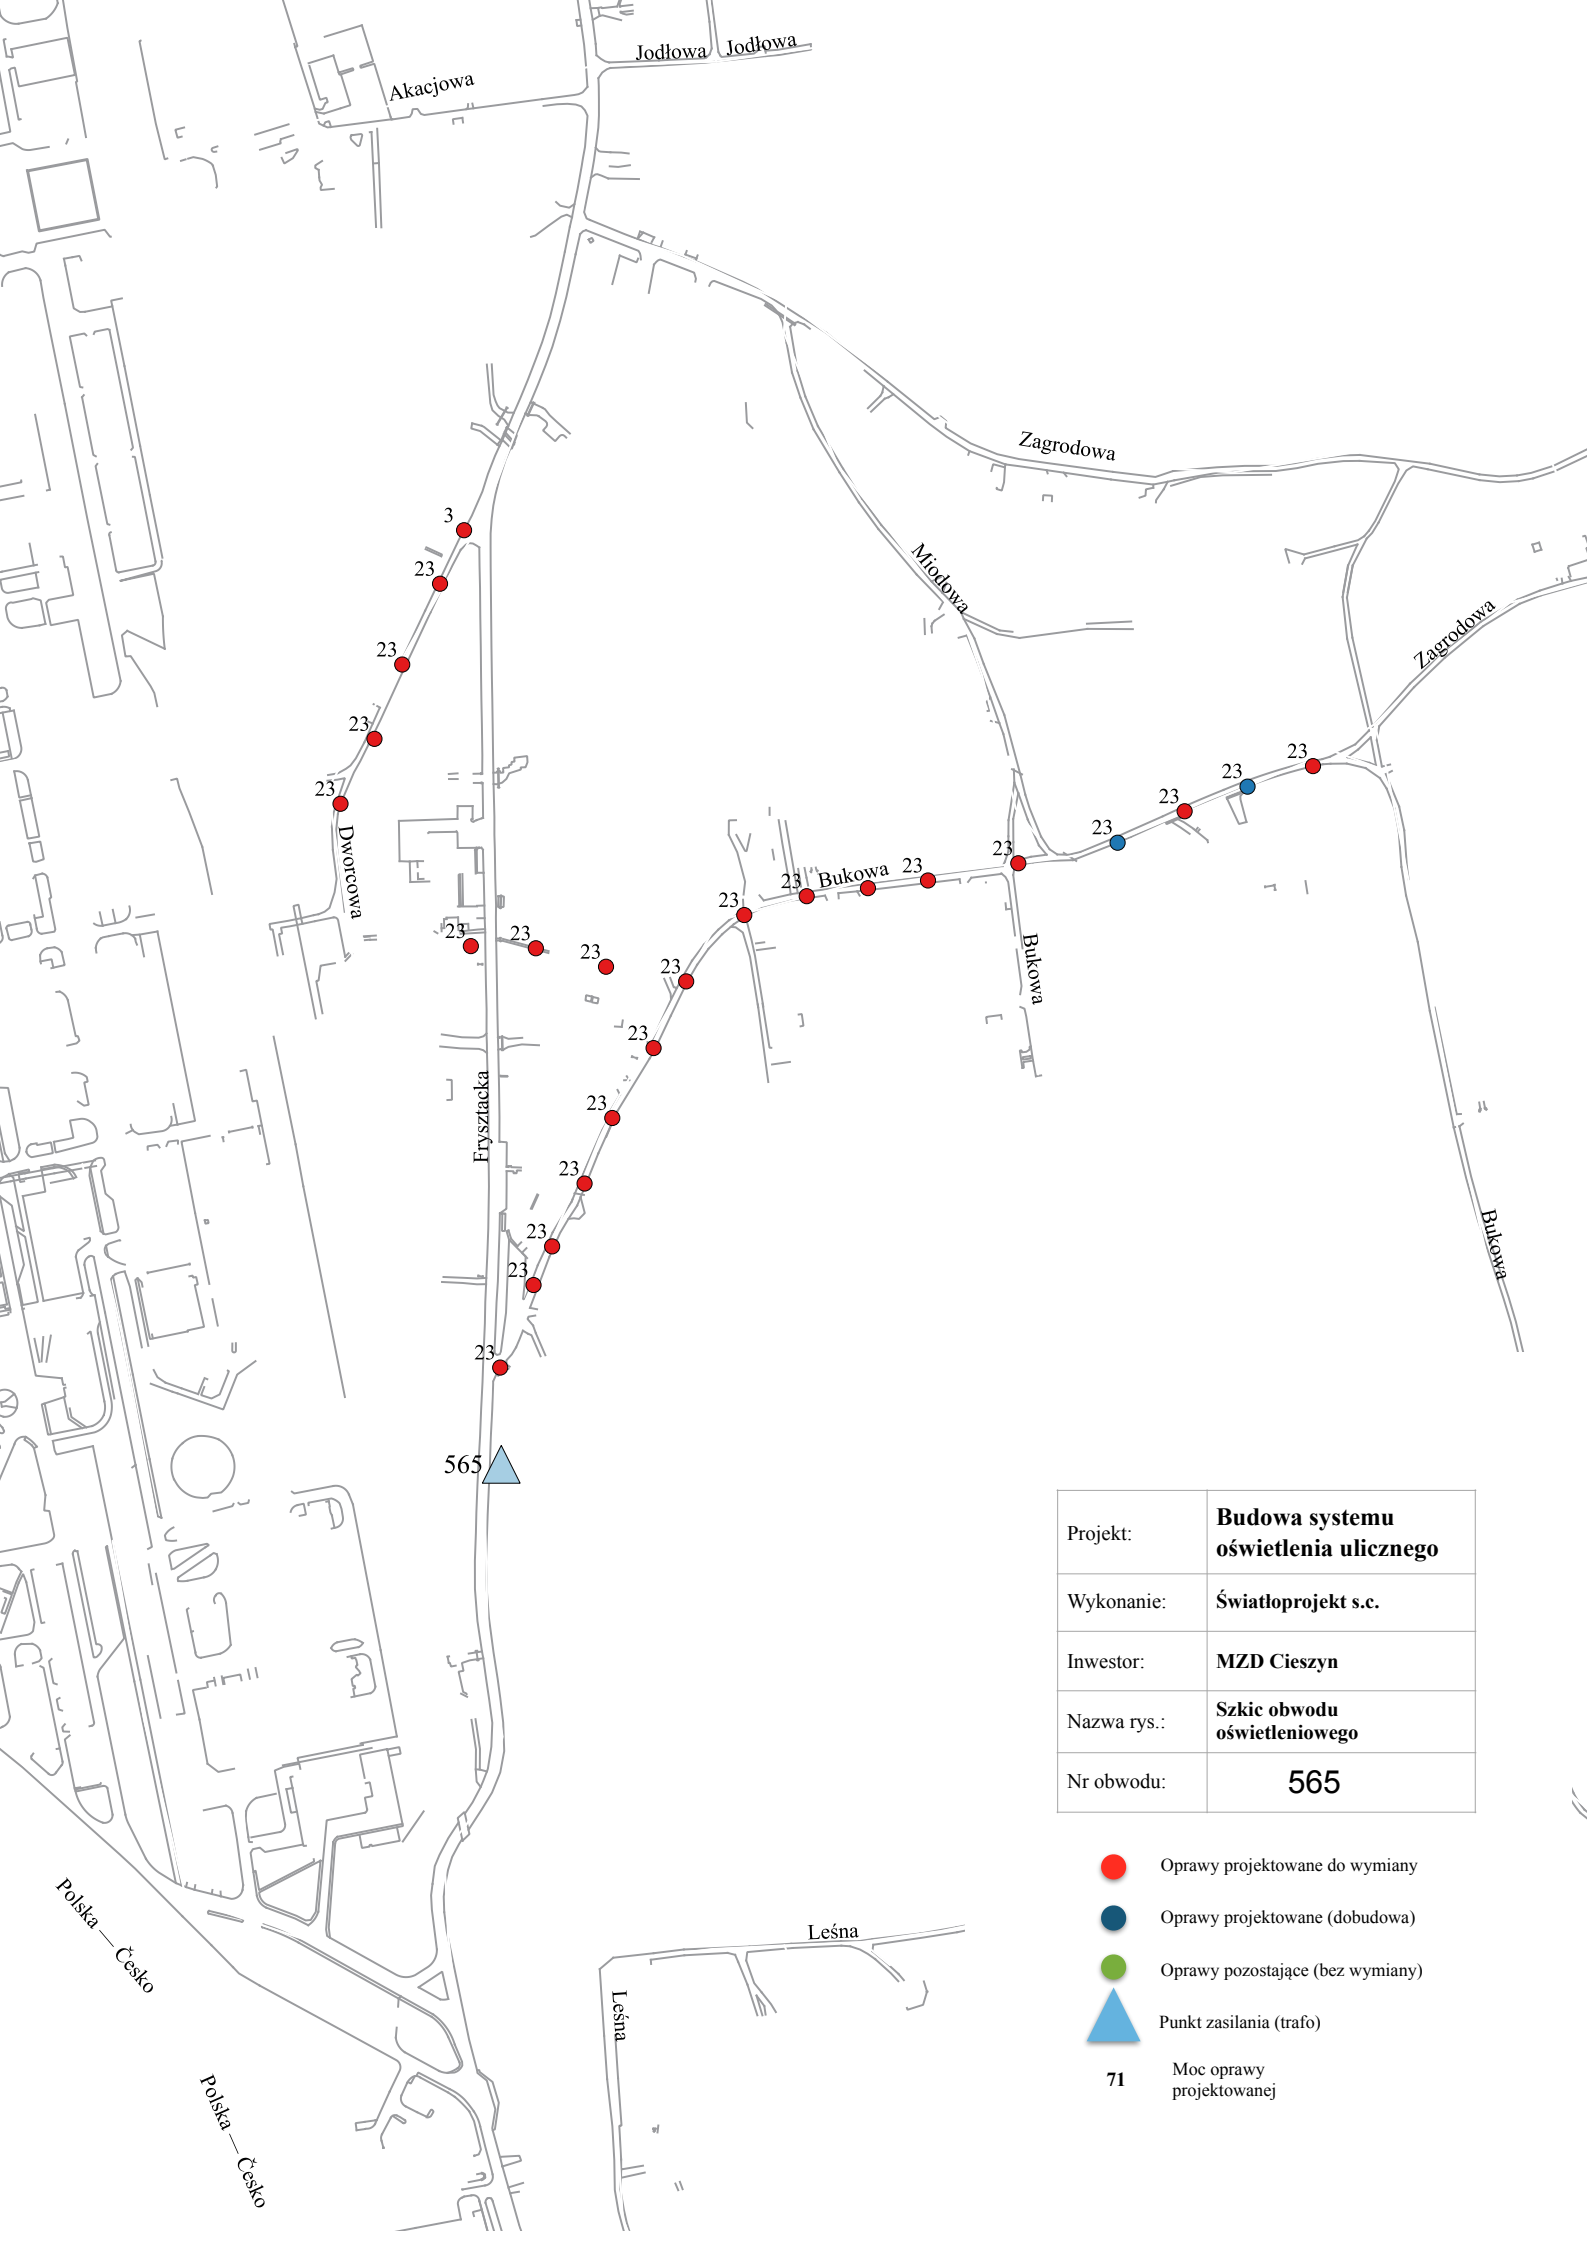 Jodłowa
Jodłowa
Akacjowa
Zagrodowa
3
23
Miodowa
Zagrodowa
23
23
23
23
23
23
23
Dworcowa
23
23
Bukowa
23
23
23
23
23
23
Bukowa
23
23
Frysztacka
23
23
Bukowa
23
23
23
565
Projekt:
Budowa systemu
oświetlenia ulicznego
Wykonanie:
Światłoprojekt s.c.
Inwestor:
MZD Cieszyn
Nazwa rys.:
Szkic obwodu
oświetleniowego
Nr obwodu:
565
Oprawy projektowane do wymiany
Oprawy projektowane (dobudowa)
Oprawy pozostające (bez wymiany)
Punkt zasilania (trafo)
71
Moc oprawy
projektowanej
Polska — Česko
Leśna
Leśna
Polska — Česko